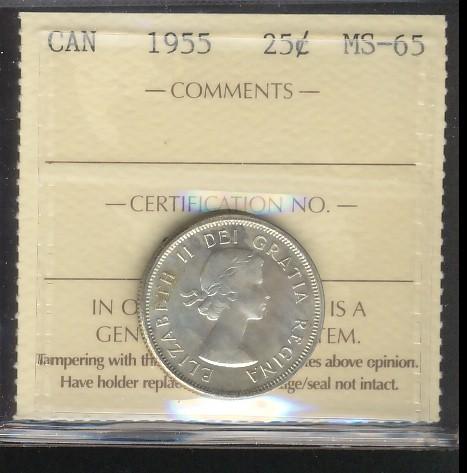 CAN 1955 25¢ MS-65
— COMMENTS —
— CERTIFICATION NO. —
ELIZABETH II DEI GRATIA REGINA
IN IS A
Tampering with above opinion.
Have holder seal not intact.